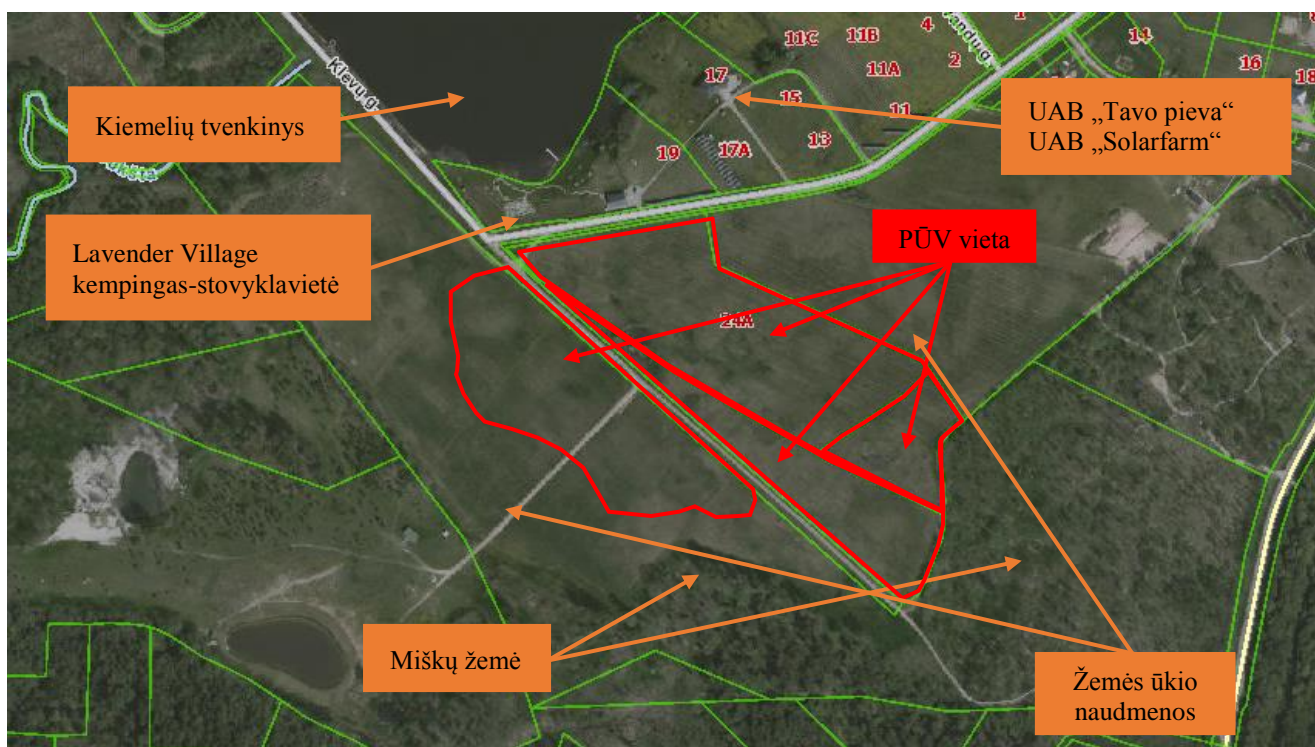 11C
11B
4
1
14
Klevų g.
17
11A
2
16
18
Kiemelių tvenkinys
15
11
UAB „Tavo pieva“
UAB „Solarfarm“
19
17A
13
Lavender Village
kempingas-stovyklavietė
PŪV vieta
24A
Miškų žemė
Žemės ūkio
naudmenos